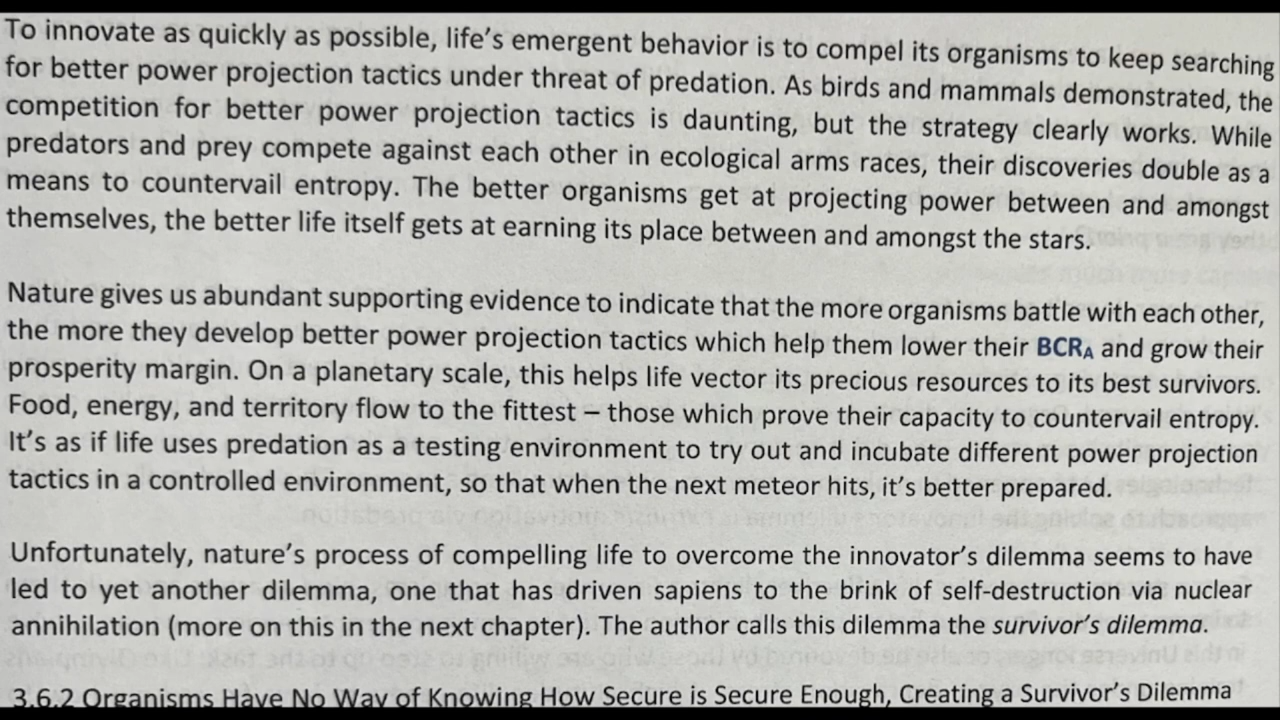 To innovate as quickly as possible, life's emergent behavior is to compel its organisms to keep searching
for better power projection tactics under threat of predation. As birds and mammals demonstrated, the
competition for better power projection tactics is daunting, but the strategy clearly works. While
predators and prey compete against each other in ecological arms races, their discoveries double as a
means to countervail entropy. The better organisms get at projecting power between and amongst
themselves, the better life itself gets at earning its place between and amongst the stars.
Nature gives us abundant supporting evidence to indicate that the more organisms battle with each other,
the more they develop better power projection tactics which help them lower their BCRA and grow their
prosperity margin. On a planetary scale, this helps life vector its precious resources to its best survivors.
Food, energy, and territory flow to the fittest – those which prove their capacity to countervail entropy.
It's as if life uses predation as a testing environment to try out and incubate different power projection
tactics in a controlled environment, so that when the next meteor hits, it's better prepared.
Unfortunately, nature's process of compelling life to overcome the innovator's dilemma seems to have
led to yet another dilemma, one that has driven sapiens to the brink of self-destruction via nuclear
annihilation (more on this in the next chapter). The author calls this dilemma the survivor's dilemma.
3.6.2 Organisms Have No Way of Knowing How Secure is Secure Enough, Creating a Survivor's Dilemma